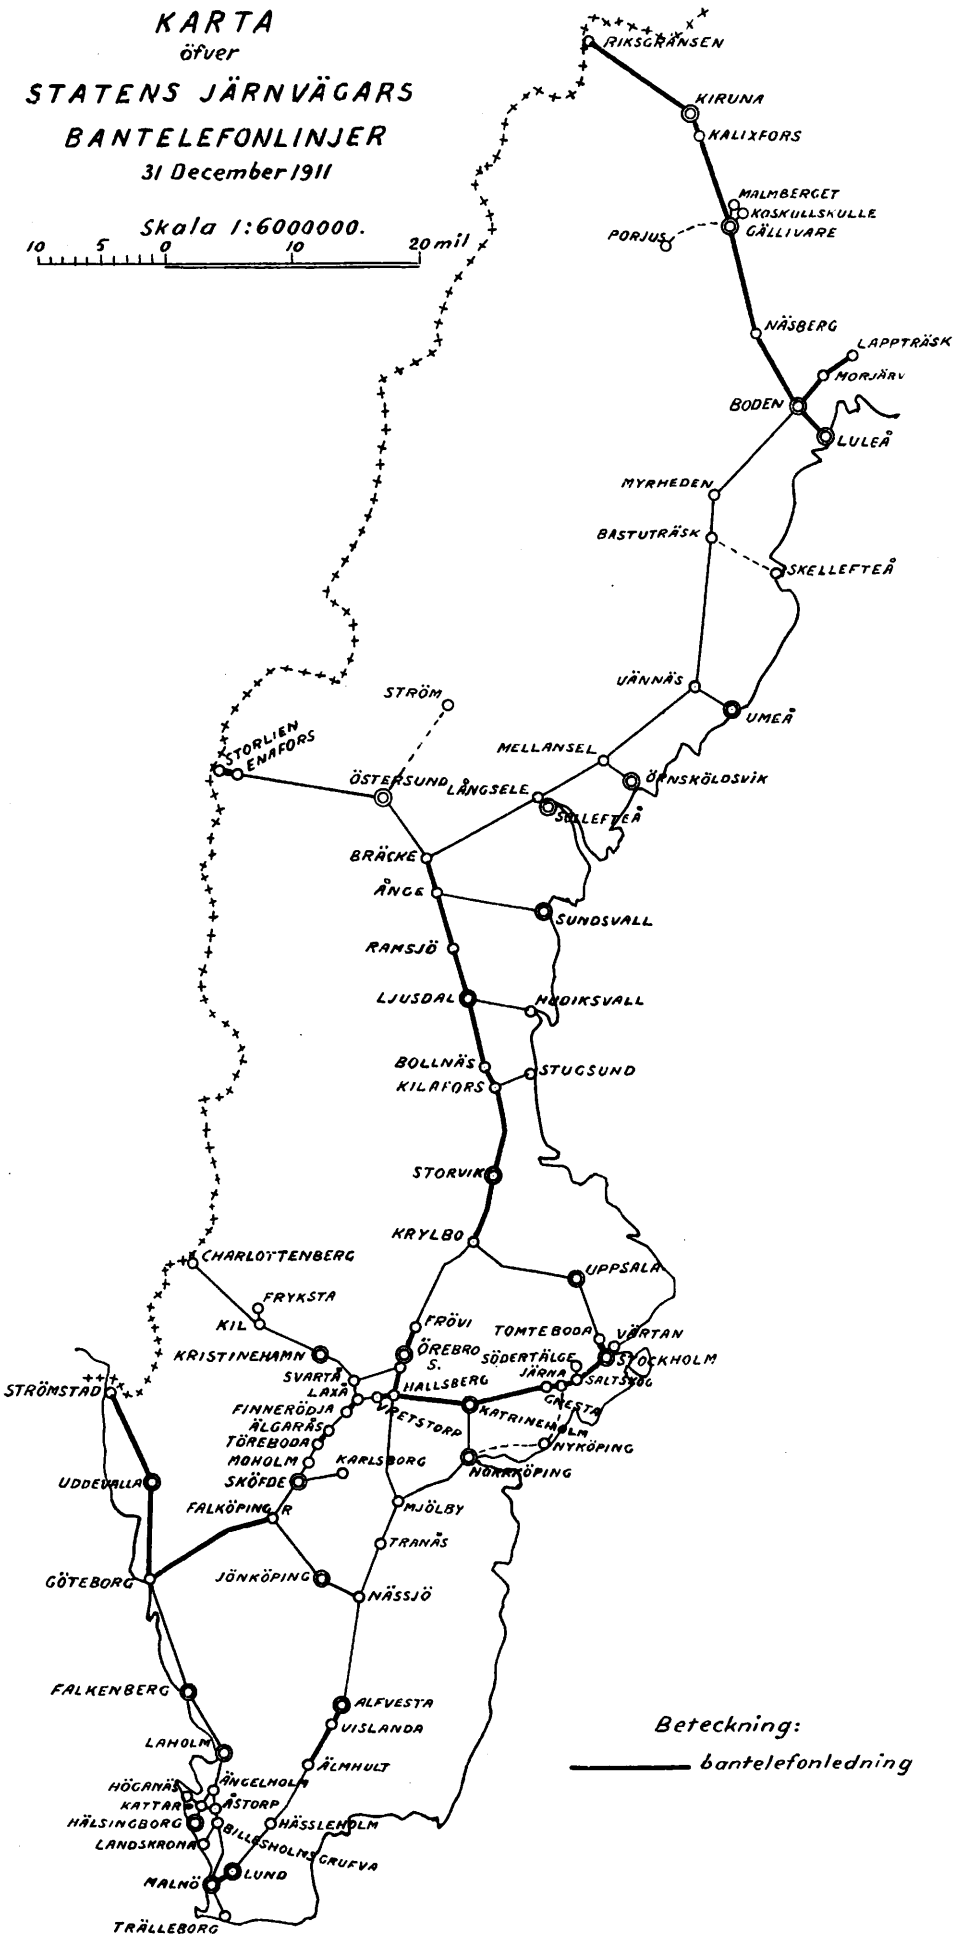 KARTA
öfver
STATENS JÄRNVÄGARS
BANTELEFONLINJER
31 December 1911
Skala 1:6000000.
10 5 0 10 20 mil
RIKSGRÄNSEN
KIRUNA
KALIXFORS
MALMBERGET
KOSKULLSKULLE
GÄLLIVARE
PORJUS
NÄSBERG
LAPPTRÄSK
MORJÄRV
BODEN
LULEÅ
MYRHEDEN
BASTUTRÄSK
SKELLEFTEÅ
VÄNNÄS
UMEÅ
STRÖM
STORLIEN
ENAFORS
MELLANSEL
ÖRNSKÖLDSVIK
ÖSTERSUND
LÅNGSELE
SOLLEFTEÅ
BRÄCKE
ÅNGE
SUNDSVALL
RAMSJÖ
LJUSDAL
HUDIKSVALL
BOLLNÄS
STUGSUND
KILAFORS
STORVIK
KRYLBO
CHARLOTTENBERG
UPPSALA
FRYKSTA
KIL
FRÖVI
TOMTEBODA
VÄRTAN
KRISTINEHAMN
ÖREBRO
S.
SÖDERTÄLGE
STOCKHOLM
SVARTÅ
JÄRNA
SALTSKOG
STRÖMSTAD
LAXÅ
HALLSBERG
GNESTA
FINNERÖDJA
VRETSTORP
KATRINEHOLM
ÄLGARÅS
TÖREBODA
NYKÖPING
MOHOLM
KARLSBORG
NORRKÖPING
UDDEVALLA
SKÖFDE
FALKÖPING R
MJÖLBY
TRANÅS
GÖTEBORG
JÖNKÖPING
NÄSSJÖ
FALKENBERG
ALFVESTA
VISLANDA
LAHOLM
ÄLMHULT
HÖGANÄS
ÄNGELHOLM
KATTARP
ÅSTORP
HÄLSINGBORG
HÄSSLEHOLM
LANDSKRONA
BILLESHOLMS GRUFVA
MALMÖ
LUND
TRÄLLEBORG
Beteckning:
bantelefonledning